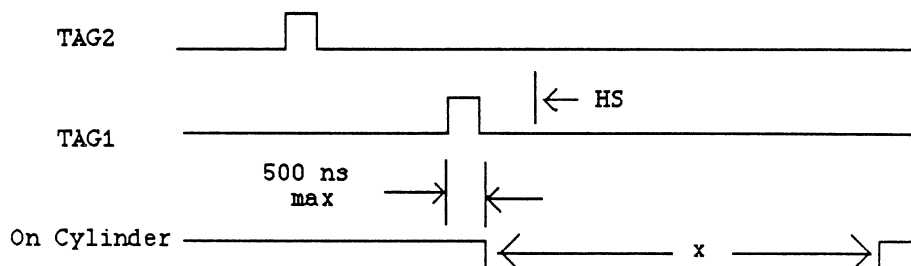 TAG2
HS
TAG1
500 ns
max
On Cylinder
x